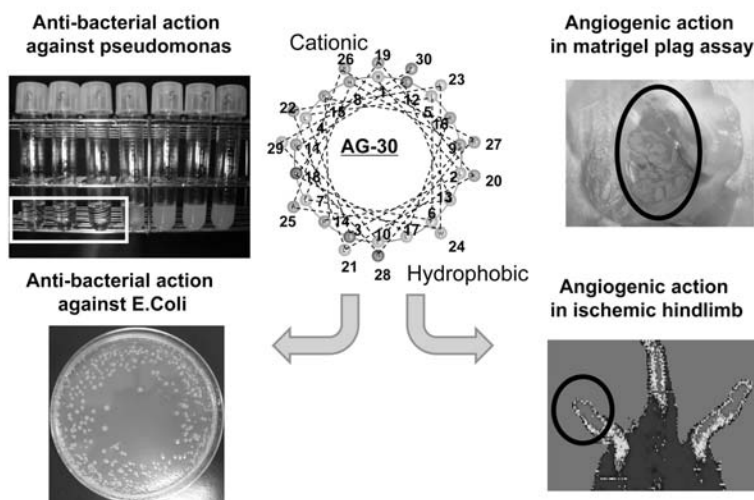 Anti-bacterial action
against pseudomonas
Cationic
Angiogenic action
in matrigel plag assay
26
19
30
23
22
8
1
12
5
15
16
4
29
11
AG-30
9
27
18
2
20
25
7
13
14
3
10
17
6
24
21
28
Hydrophobic
Anti-bacterial action
against E.Coli
Angiogenic action
in ischemic hindlimb